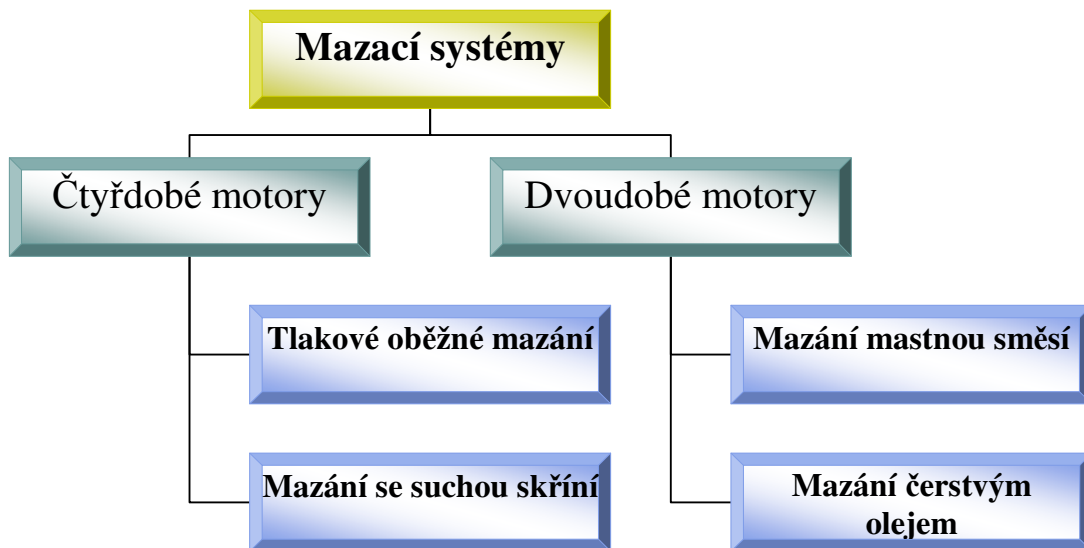 Mazací systémy
Čtyřdobé motory
Dvoudobé motory
Tlakové oběžné mazání
Mazání mastnou směsí
Mazání se suchou skříní
Mazání čerstvým
olejem